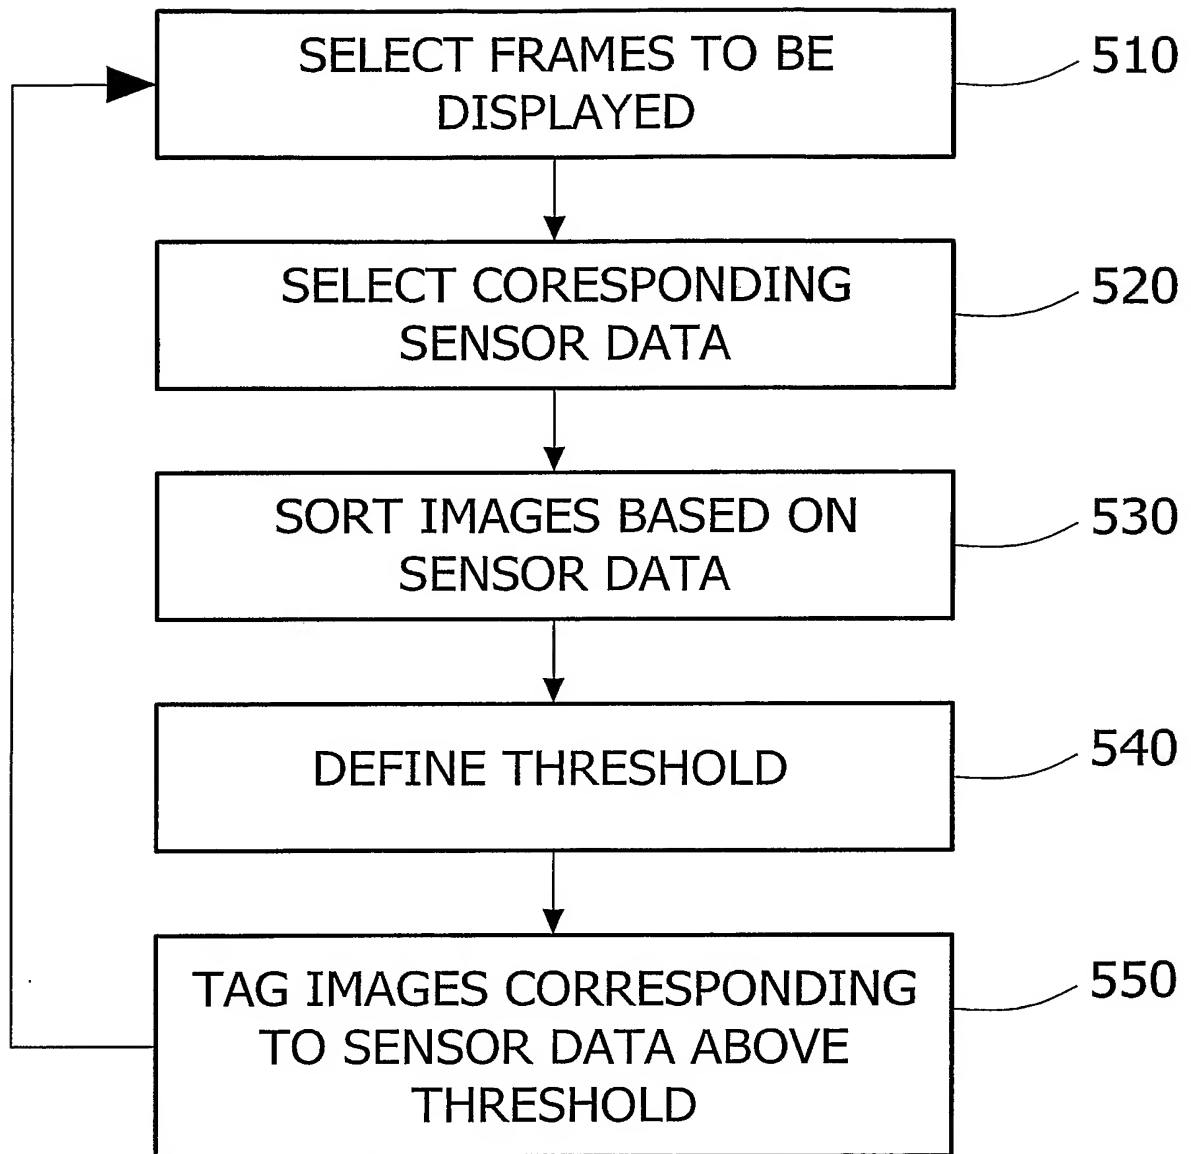 SELECT FRAMES TO BE
DISPLAYED
510
SELECT CORESPONDING
SENSOR DATA
520
SORT IMAGES BASED ON
SENSOR DATA
530
DEFINE THRESHOLD
540
TAG IMAGES CORRESPONDING
TO SENSOR DATA ABOVE
THRESHOLD
550